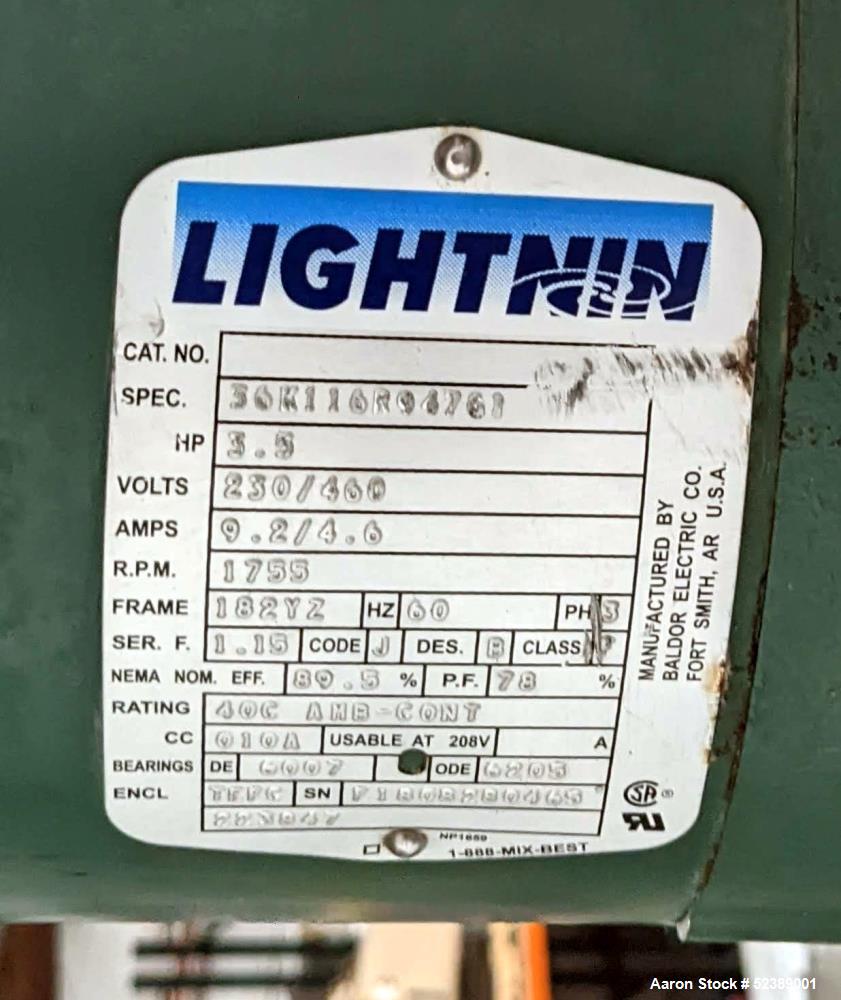 LIGHTNIN
CAT. NO.
SPEC. 36K116R94761
HP 3.5
VOLTS 230/460
AMPS 9.2/4.6
R.P.M. 1755
FRAME 182YZ HZ 60 PH 3
SER. F. 1.15 CODE J DES. B CLASS F
NEMA NOM. EFF. 89.5 % P.F. 78 %
RATING 40C AMB-CONT
CC 010A USABLE AT 208V A
BEARINGS DE 6007 ODE 6205
ENCL TFFC SN
NP1659
1-888-MIX-BEST
MANUFACTURED BY
BALDOR ELECTRIC CO.
FORT SMITH, AR U.S.A.
Aaron Stock # 52389001